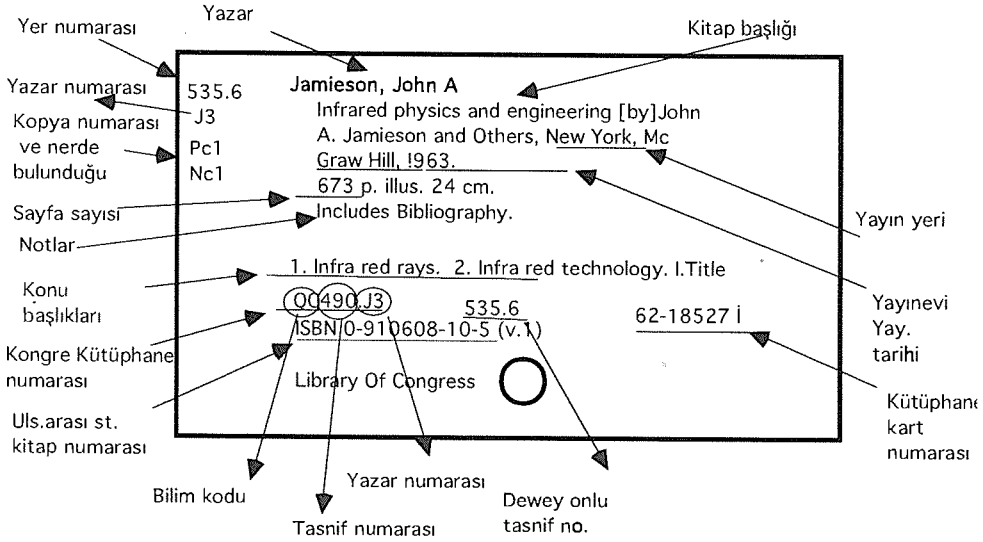 Yazar
Yer numarası
Kitap başlığı
Yazar numarası
Kopya numarası
ve nerde
bulunduğu
Sayfa sayısı
Notlar
Konu
başlıkları
Kongre Kütüphane
numarası
Uls.arası st.
kitap numarası
535.6
J3
Pc1
Nc1
Jamieson, John A
Infrared physics and engineering [by]John
A. Jamieson and Others, New York, Mc
Graw Hill, !963.
673 p. illus. 24 cm.
Includes Bibliography.
1. Infra red rays. 2. Infra red technology. I.Title
QC490.J3
535.6
62-18527 İ
ISBN 0-910608-10-5 (v.1)
Library Of Congress
Yayın yeri
Yayınevi
Yay.
tarihi
Kütüphane
kart
numarası
Bilim kodu
Tasnif numarası
Yazar numarası
Dewey onlu
tasnif no.